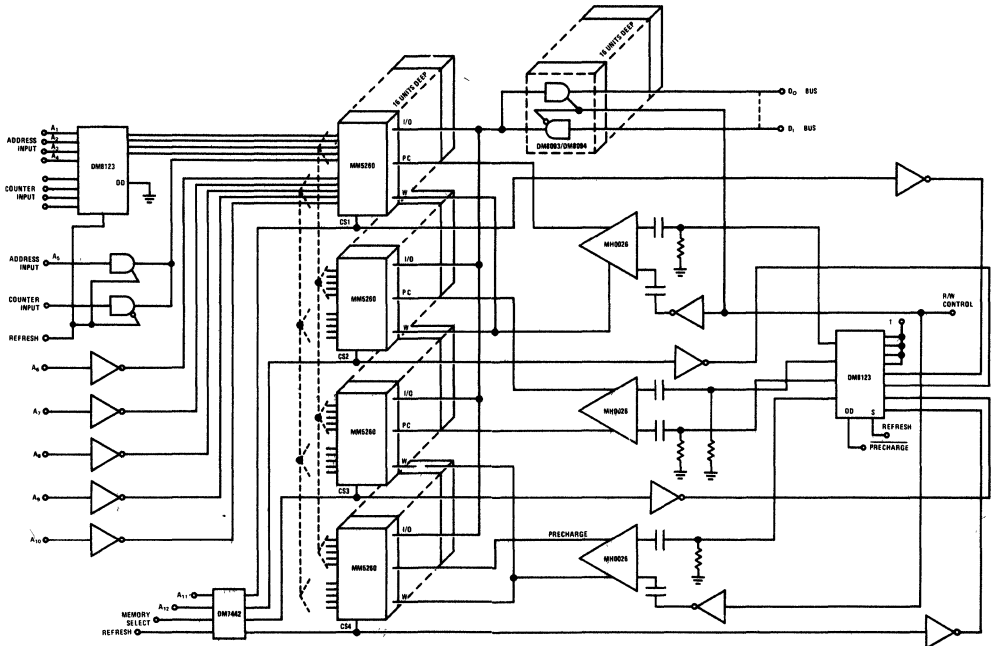 16 UNITS DEEP
16 UNITS DEEP
DM8093/DM8094
D₀ BUS
D₁ BUS
ADDRESS INPUT
A₁
A₂
A₃
A₄
DM8123
OD
COUNTER INPUT
MM5260
I/O
PC
W
CS1
ADDRESS INPUT
A₅
COUNTER INPUT
REFRESH
MM5260
I/O
PC
W
CS2
MH0026
R/W CONTROL
1
DM8123
OD
S
REFRESH
PRECHARGE
A₆
A₇
A₈
A₉
A₁₀
MM5260
I/O
PC
W
CS3
MH0026
MM5260
I/O
PRECHARGE
W
CS4
MH0026
A₁₁
A₁₂
MEMORY SELECT
REFRESH
DM7442